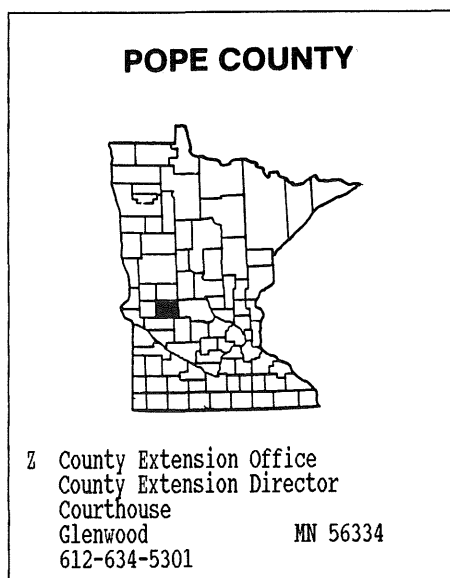 POPE COUNTY
Z County Extension Office
County Extension Director
Courthouse
Glenwood MN 56334
612-634-5301